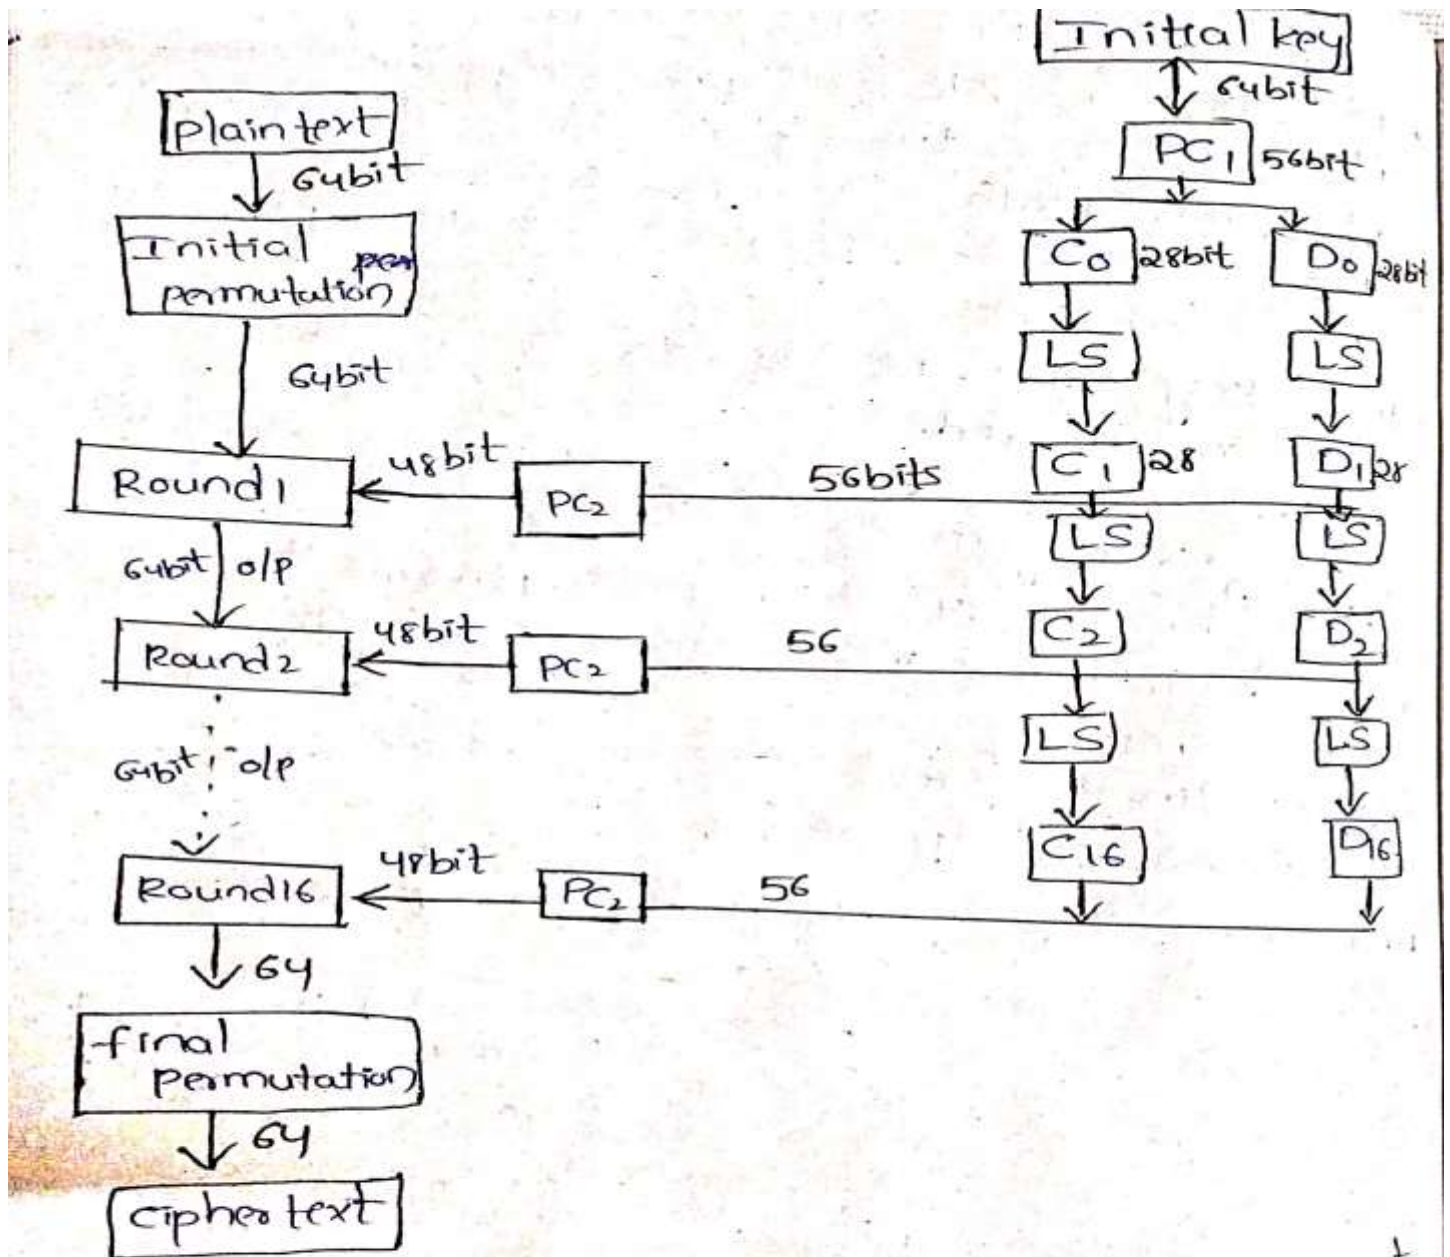 Initial key
64bit
plain text
PC1 56bit
64bit
Initial per
permutation
C0 28bit D0 28bit
LS LS
64bit
48bit 56bits C1 28 D1 28
Round1 PC2
LS LS
64bit o/p
48bit 56 C2 D2
Round2 PC2
LS LS
64bit o/p
48bit C16 D16
Round16 PC2 56
64
final
permutation
64
cipher text